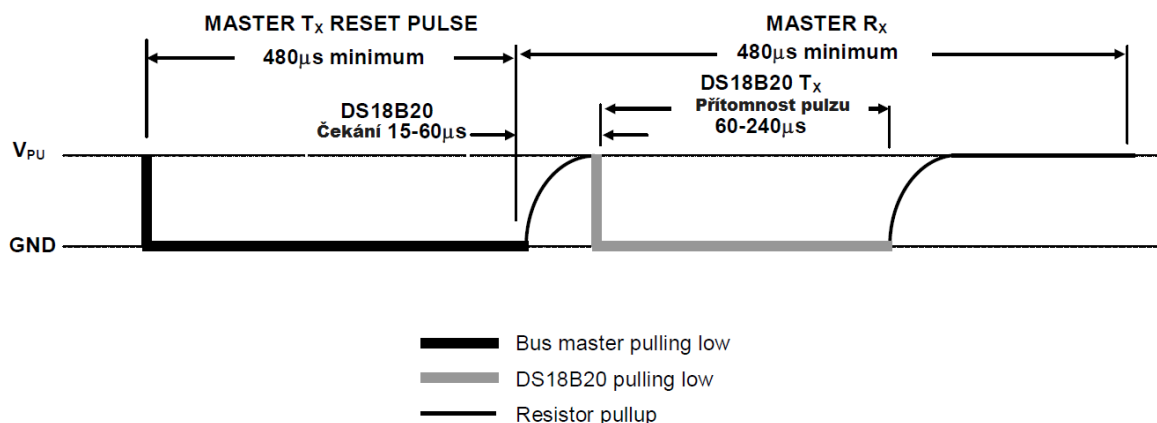 MASTER TX RESET PULSE
480μs minimum
MASTER RX
480μs minimum
DS18B20
Čekání 15-60μs
DS18B20 TX
Přítomnost pulzu
60-240μs
VPU
GND
Bus master pulling low
DS18B20 pulling low
Resistor pullup